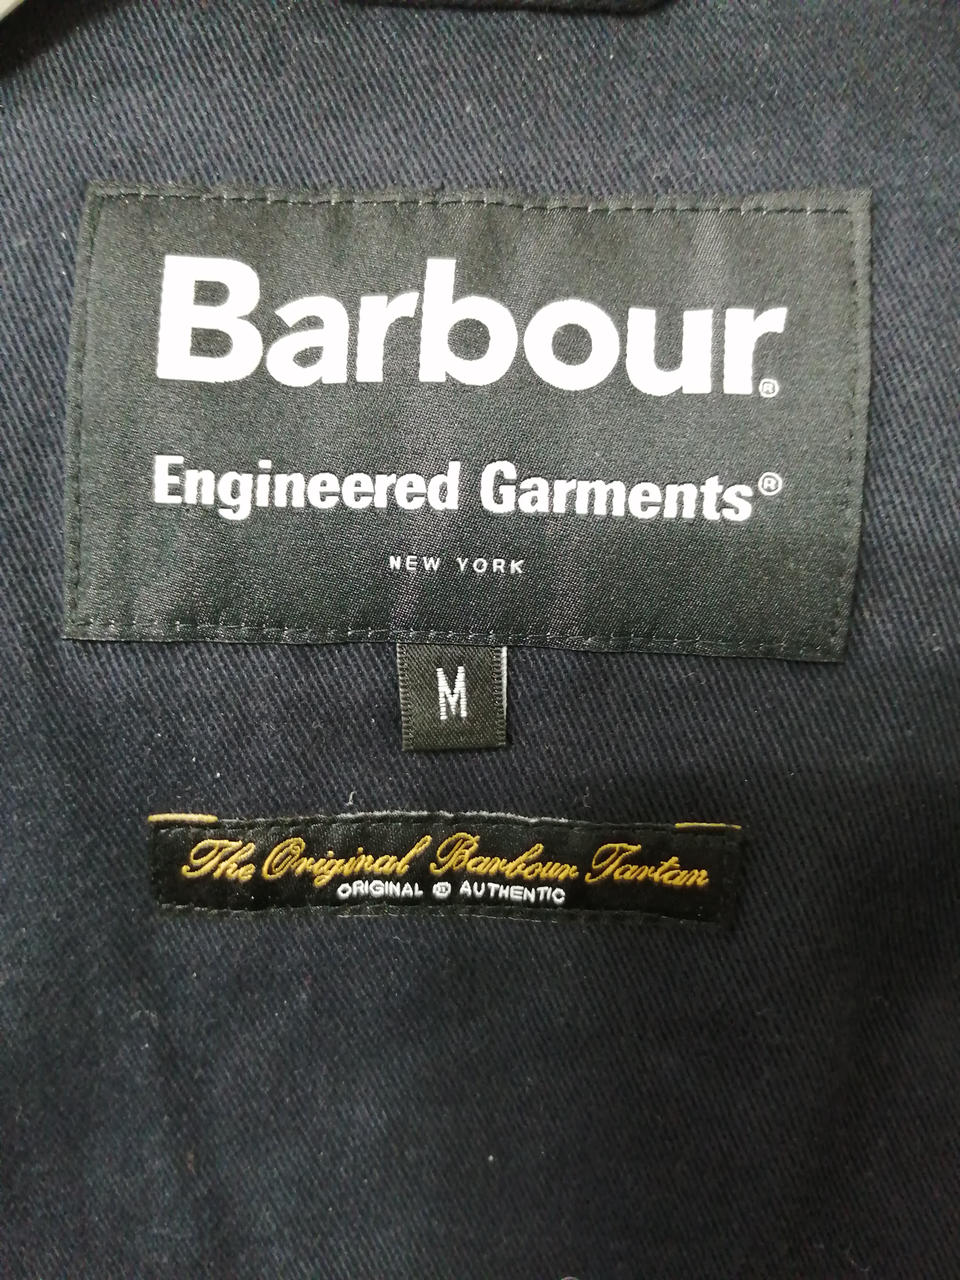 Barbour®
Engineered Garments®
NEW YORK
M
The Original Barbour Tartan
ORIGINAL AUTHENTIC